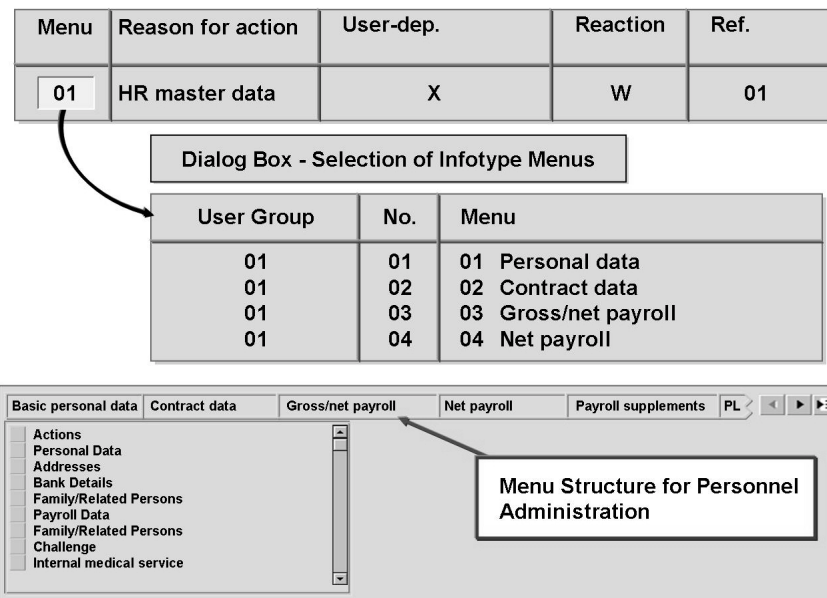 Menu Reason for action User-dep. Reaction Ref.
01 HR master data X W 01
Dialog Box - Selection of Infotype Menus
User Group No. Menu
01 01 01 Personal data
01 02 02 Contract data
01 03 03 Gross/net payroll
01 04 04 Net payroll
Basic personal data Contract data Gross/net payroll Net payroll Payroll supplements PL
Actions
Personal Data
Addresses
Bank Details
Family/Related Persons
Payroll Data
Family/Related Persons
Challenge
Internal medical service
Menu Structure for Personnel
Administration